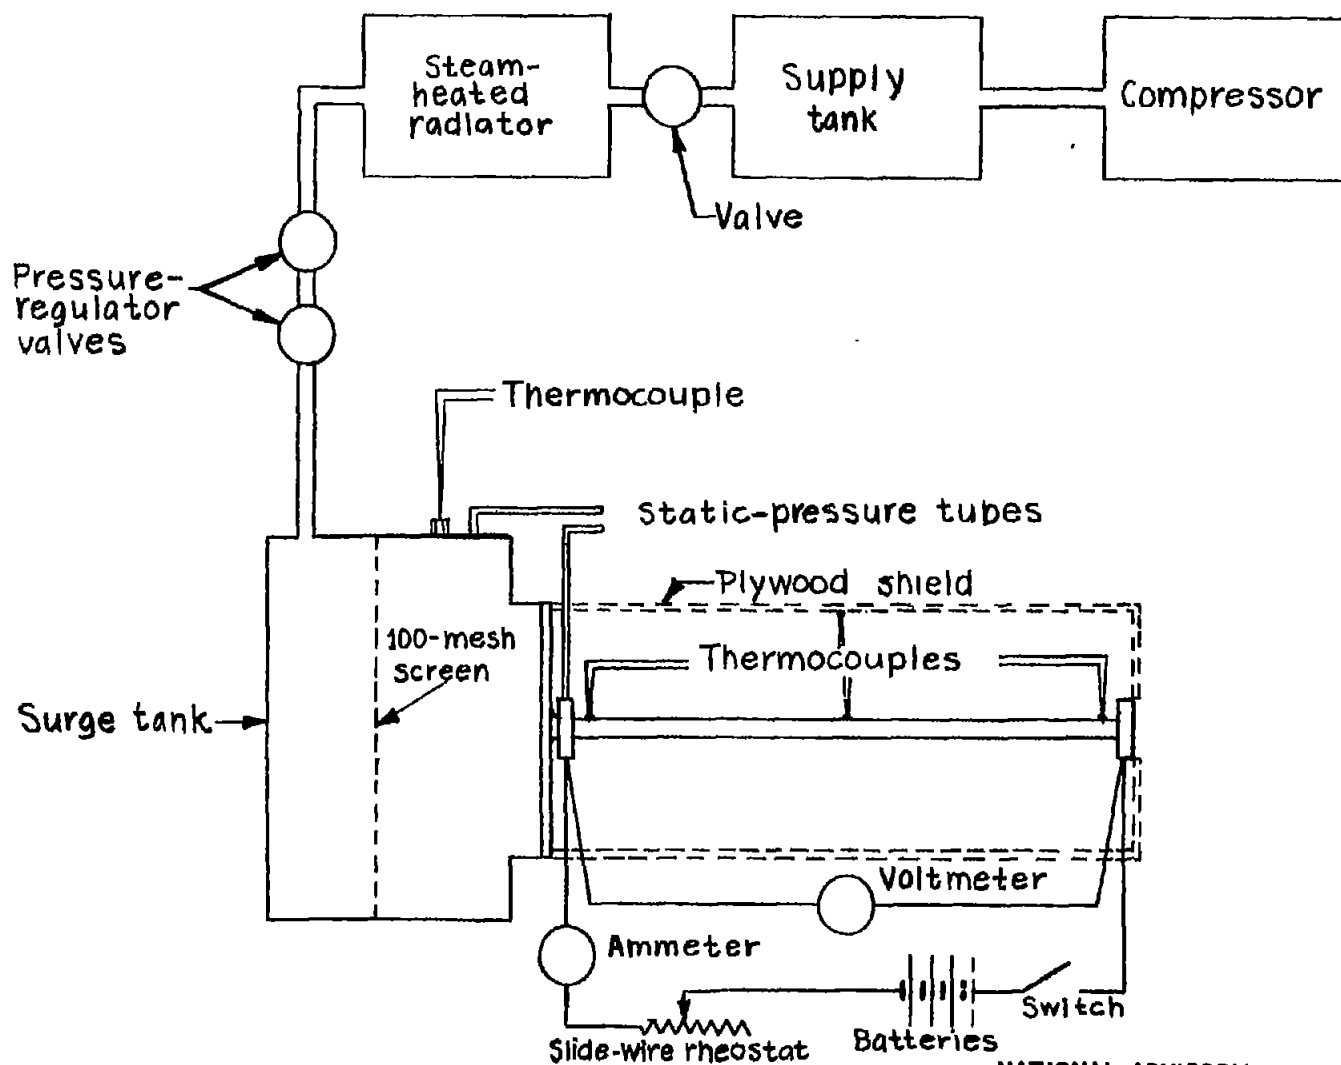 Steam-
heated
radiator
Supply
tank
Compressor
Valve
Pressure-
regulator
valves
Thermocouple
Static-pressure tubes
Plywood shield
100-mesh
screen
Thermocouples
Surge tank
Voltmeter
Ammeter
Switch
Batteries
Slide-wire rheostat